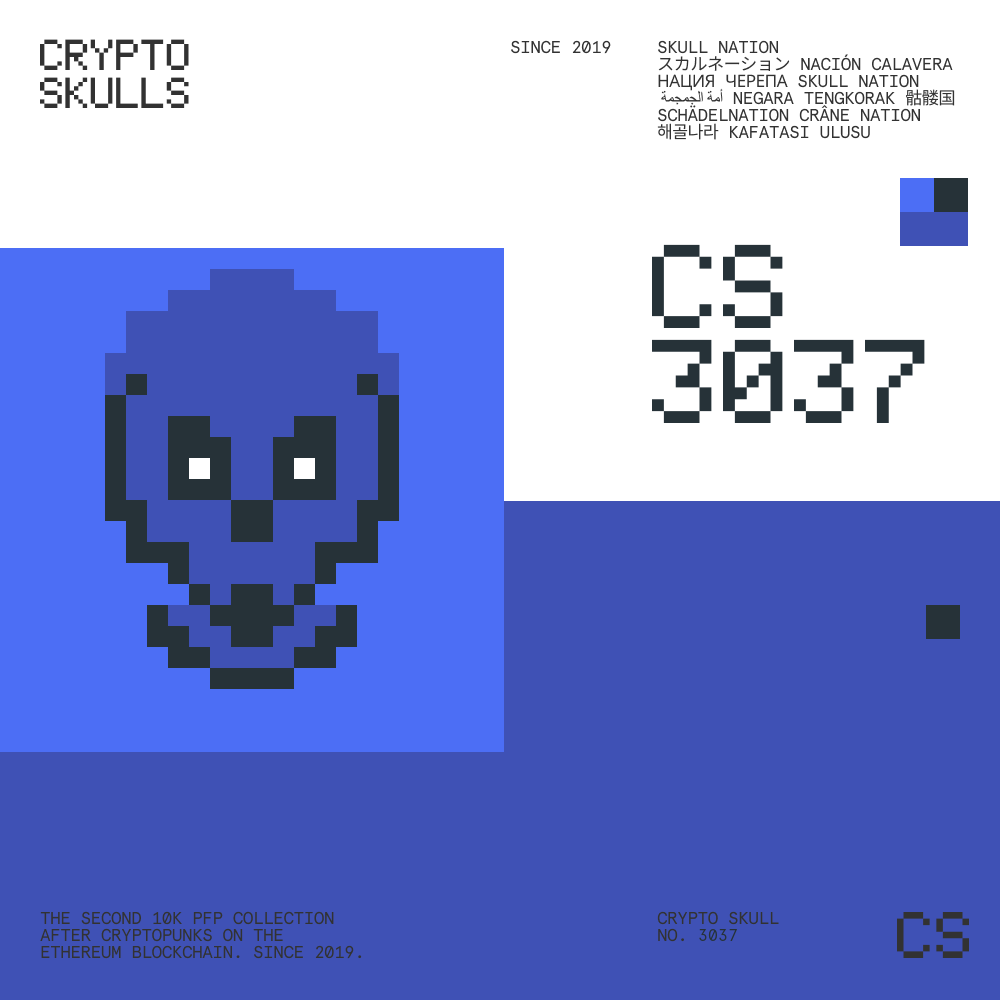 CRYPTO
SKULLS
SINCE 2019
SKULL NATION
スカルネーション NACIÓN CALAVERA
НАЦИЯ ЧЕРЕПА SKULL NATION
أمة الجمجمة NEGARA TENGKORAK 骷髅国
SCHÄDELNATION CRÂNE NATION
해골나라 KAFATASI ULUSU
CS
3037
THE SECOND 10K PFP COLLECTION
AFTER CRYPTOPUNKS ON THE
ETHEREUM BLOCKCHAIN. SINCE 2019.
CRYPTO SKULL
NO. 3037
CS